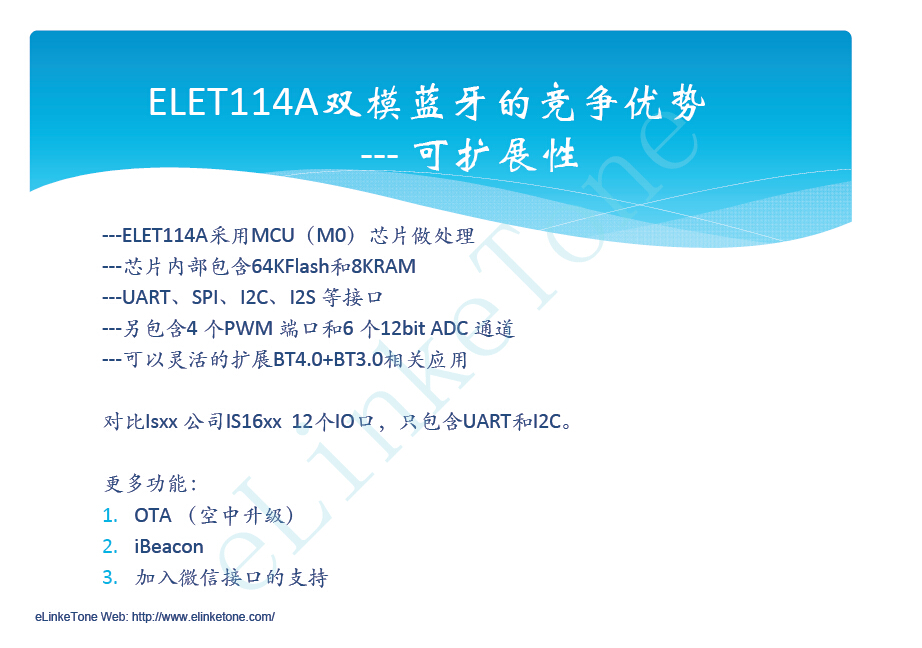 ELET114A双模蓝牙的竞争优势
--- 可扩展性
---ELET114A采用MCU（M0）芯片做处理
---芯片内部包含64KFlash和8KRAM
---UART、SPI、I2C、I2S 等接口
---另包含4 个PWM 端口和6 个12bit ADC 通道
---可以灵活的扩展BT4.0+BT3.0相关应用
对比Isxx 公司IS16xx 12个IO口，只包含UART和I2C。
更多功能：
1. OTA （空中升级）
2. iBeacon
3. 加入微信接口的支持
eLinkeTone Web: http://www.elinketone.com/
eLinkeTone